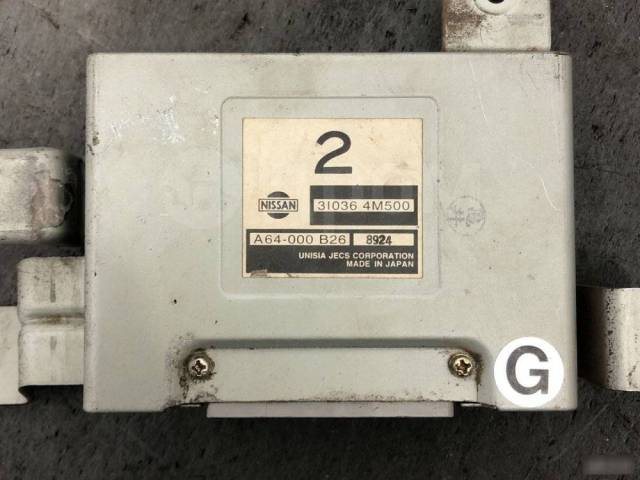 2
NISSAN
31036 4M500
A64-000 B26 8924
UNISIA JECS CORPORATION
MADE IN JAPAN
G